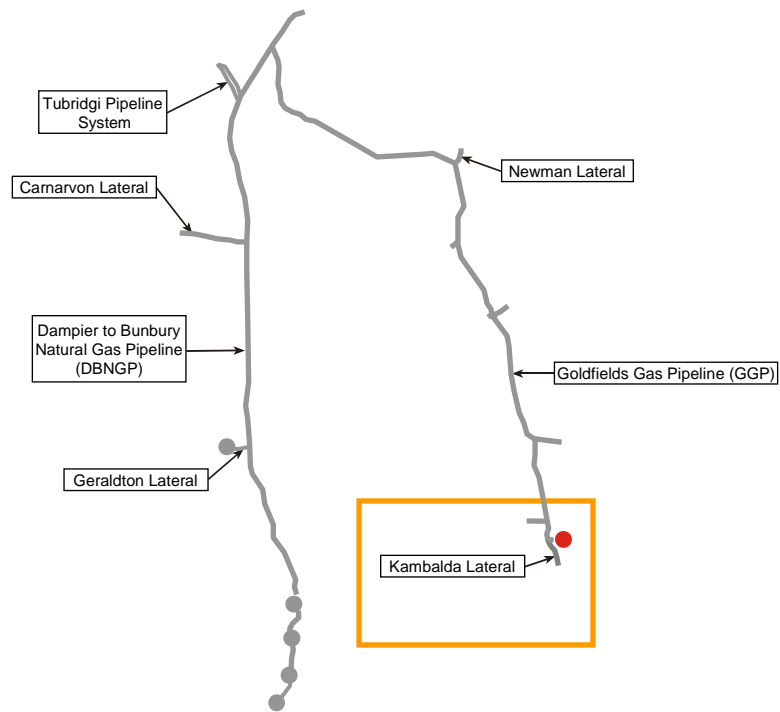 Tubridgi Pipeline
System
Newman Lateral
Carnarvon Lateral
Dampier to Bunbury
Natural Gas Pipeline
(DBNGP)
Goldfields Gas Pipeline (GGP)
Geraldton Lateral
Kambalda Lateral